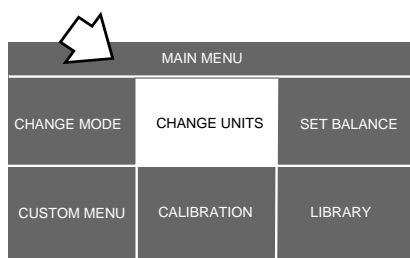 MAIN MENU
CHANGE MODE CHANGE UNITS SET BALANCE
CUSTOM MENU CALIBRATION LIBRARY